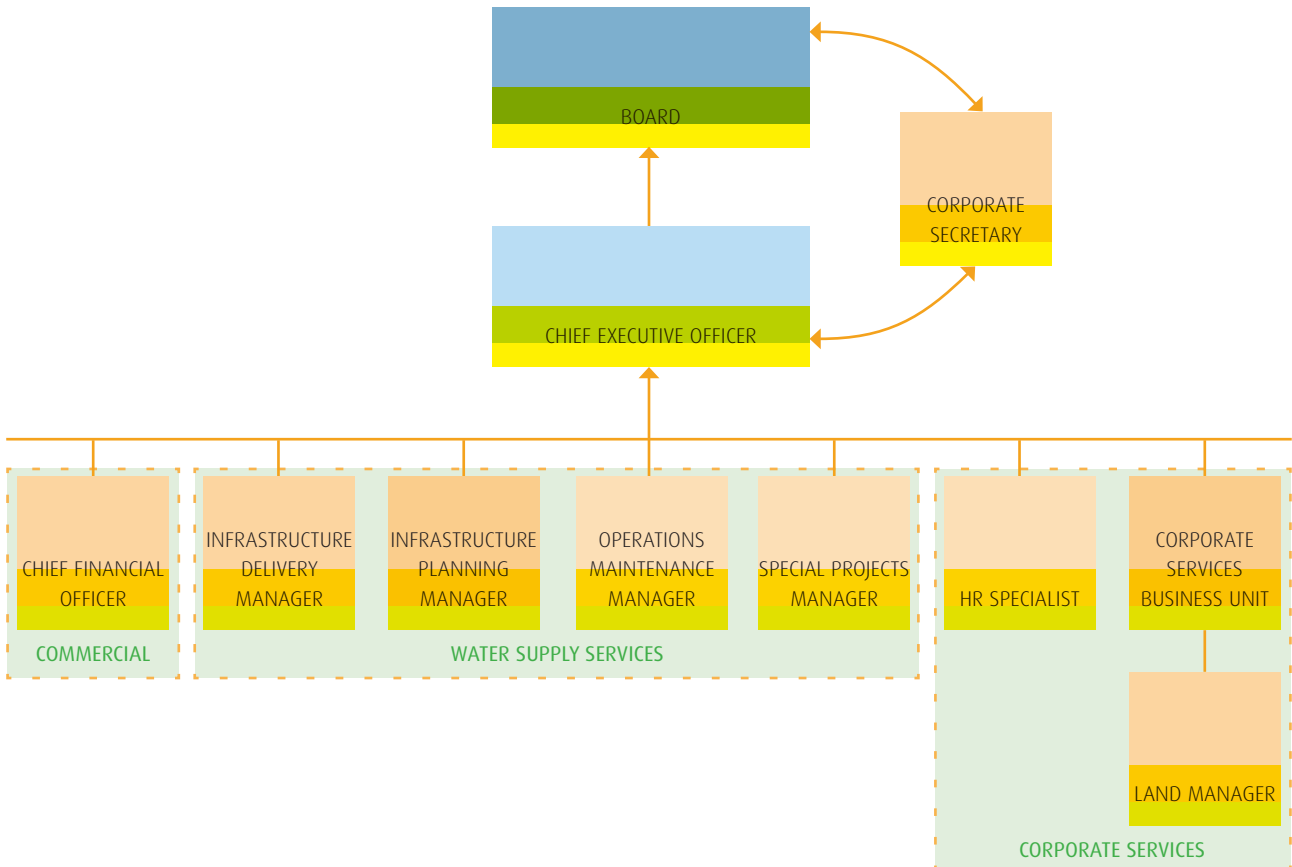 BOARD
CORPORATE
SECRETARY
CHIEF EXECUTIVE OFFICER
CHIEF FINANCIAL
OFFICER
INFRASTRUCTURE
DELIVERY
MANAGER
INFRASTRUCTURE
PLANNING
MANAGER
OPERATIONS
MAINTENANCE
MANAGER
SPECIAL PROJECTS
MANAGER
HR SPECIALIST
CORPORATE
SERVICES
BUSINESS UNIT
COMMERCIAL
WATER SUPPLY SERVICES
LAND MANAGER
CORPORATE SERVICES